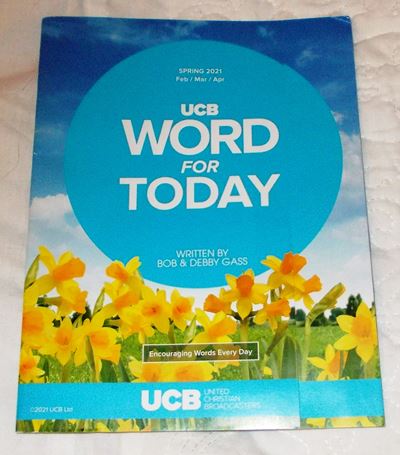 SPRING 2021
Feb / Mar / Apr
UCB
WORD
FOR
TODAY
WRITTEN BY
BOB & DEBBY GASS
Encouraging Words Every Day
©2021 UCB Ltd
UCB
UNITED
CHRISTIAN
BROADCASTERS